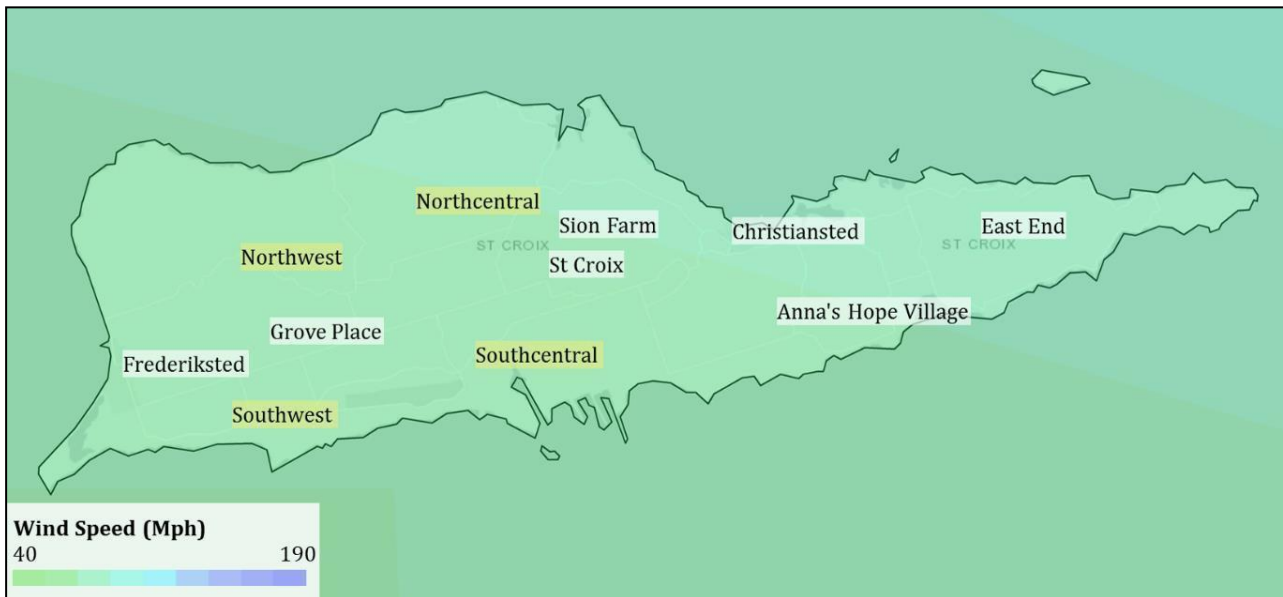 Northcentral
Sion Farm
Christiansted
East End
ST CROIX
ST CROIX
Northwest
St Croix
Anna's Hope Village
Grove Place
Southcentral
Frederiksted
Southwest
Wind Speed (Mph)
40 190